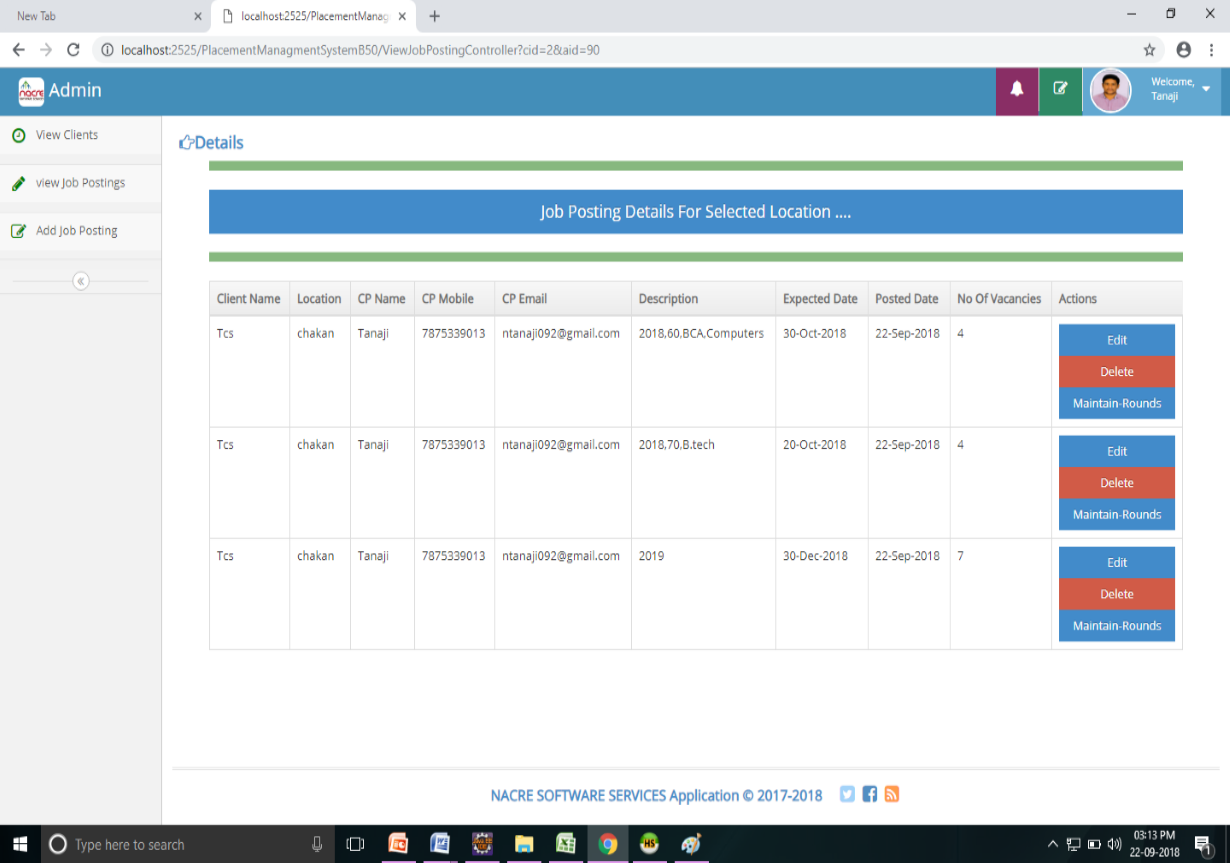 New Tab
localhost:2525/PlacementManag
localhost:2525/PlacementManagmentSystemB50/ViewJobPostingController?cid=2&taid=90
nacre Admin
Welcome,
Tanaji
View Clients
view Job Postings
Add Job Posting
Details
Job Posting Details For Selected Location ....
Client Name Location CP Name CP Mobile CP Email Description Expected Date Posted Date No Of Vacancies Actions
Tcs chakan Tanaji 7875339013 ntanaji092@gmail.com 2018,60,BCA,Computers 30-Oct-2018 22-Sep-2018 4
Edit
Delete
Maintain-Rounds
Tcs chakan Tanaji 7875339013 ntanaji092@gmail.com 2018,70,B.tech 20-Oct-2018 22-Sep-2018 4
Edit
Delete
Maintain-Rounds
Tcs chakan Tanaji 7875339013 ntanaji092@gmail.com 2019 30-Dec-2018 22-Sep-2018 7
Edit
Delete
Maintain-Rounds
NACRE SOFTWARE SERVICES Application © 2017-2018
Type here to search
HS
03:13 PM
22-09-2018
1